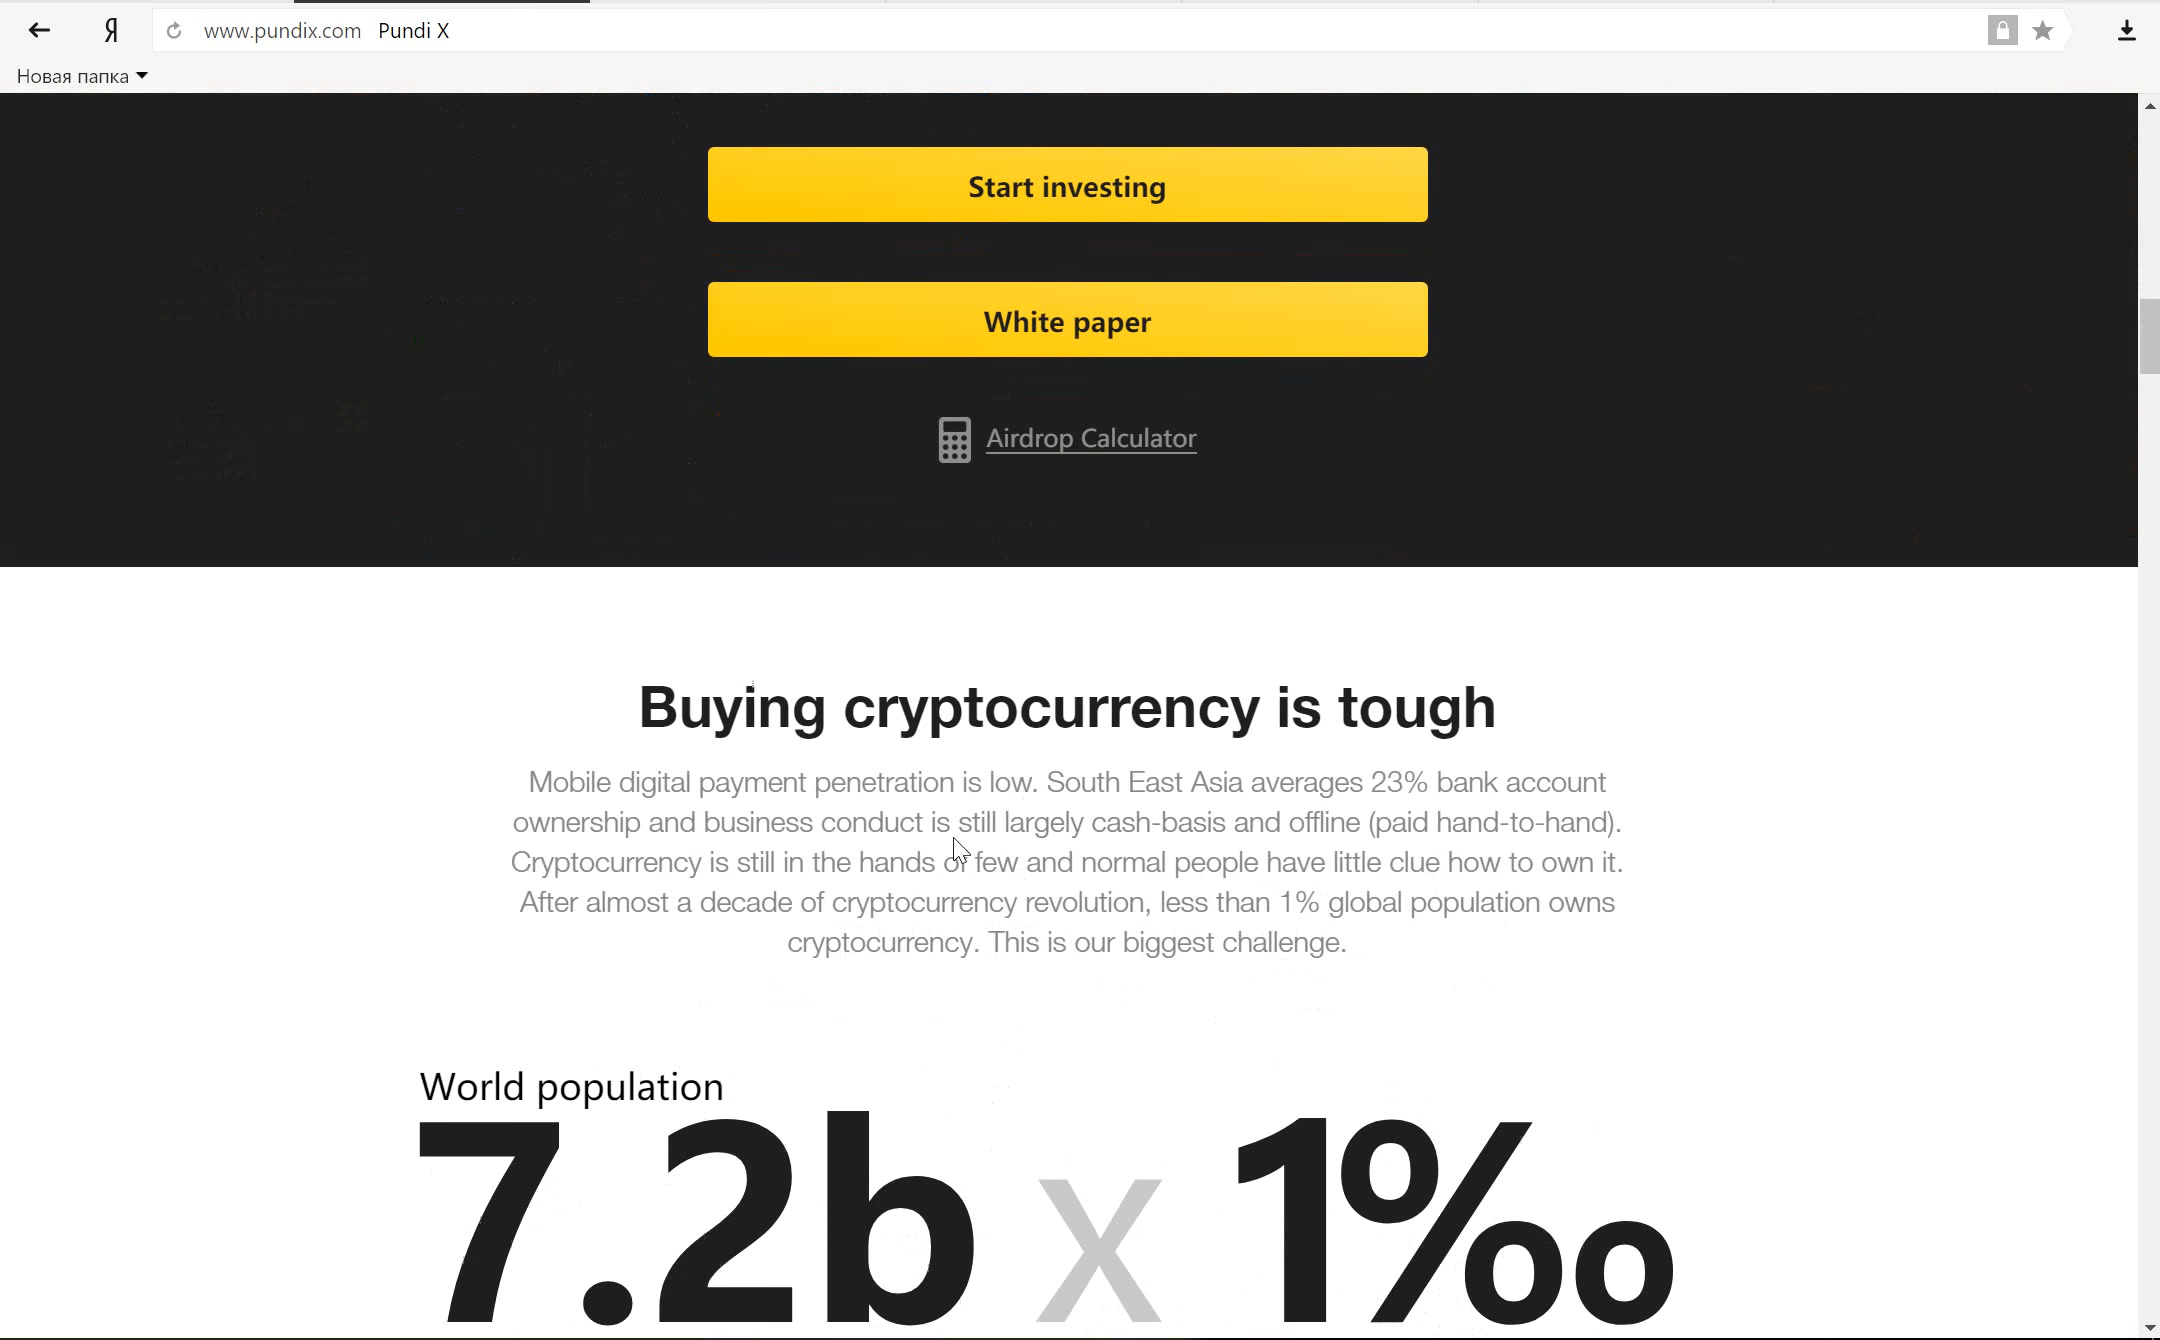 Я www.pundix.com Pundi X
Новая папка
Start investing
White paper
Airdrop Calculator
Buying cryptocurrency is tough
Mobile digital payment penetration is low. South East Asia averages 23% bank account
ownership and business conduct is still largely cash-basis and offline (paid hand-to-hand).
Cryptocurrency is still in the hands of few and normal people have little clue how to own it.
After almost a decade of cryptocurrency revolution, less than 1% global population owns
cryptocurrency. This is our biggest challenge.
World population
7.2b x 1‰